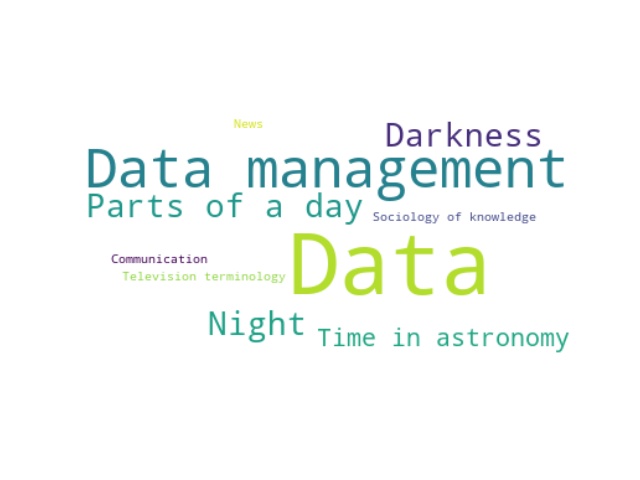 News
Darkness
Data management
Parts of a day
Sociology of knowledge
Data
Communication
Television terminology
Night
Time in astronomy